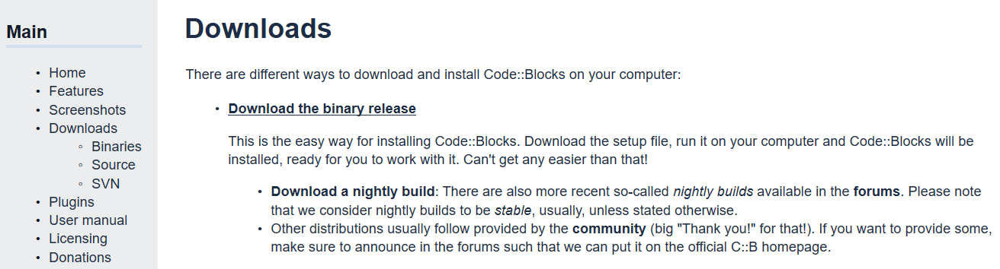 Main
Home
Features
Screenshots
Downloads
Binaries
Source
SVN
Plugins
User manual
Licensing
Donations
Downloads
There are different ways to download and install Code::Blocks on your computer:
Download the binary release
This is the easy way for installing Code::Blocks. Download the setup file, run it on your computer and Code::Blocks will be
installed, ready for you to work with it. Can't get any easier than that!
Download a nightly build: There are also more recent so-called nightly builds available in the forums. Please note
that we consider nightly builds to be stable, usually, unless stated otherwise.
Other distributions usually follow provided by the community (big "Thank you!" for that!). If you want to provide some,
make sure to announce in the forums such that we can put it on the official C::B homepage.